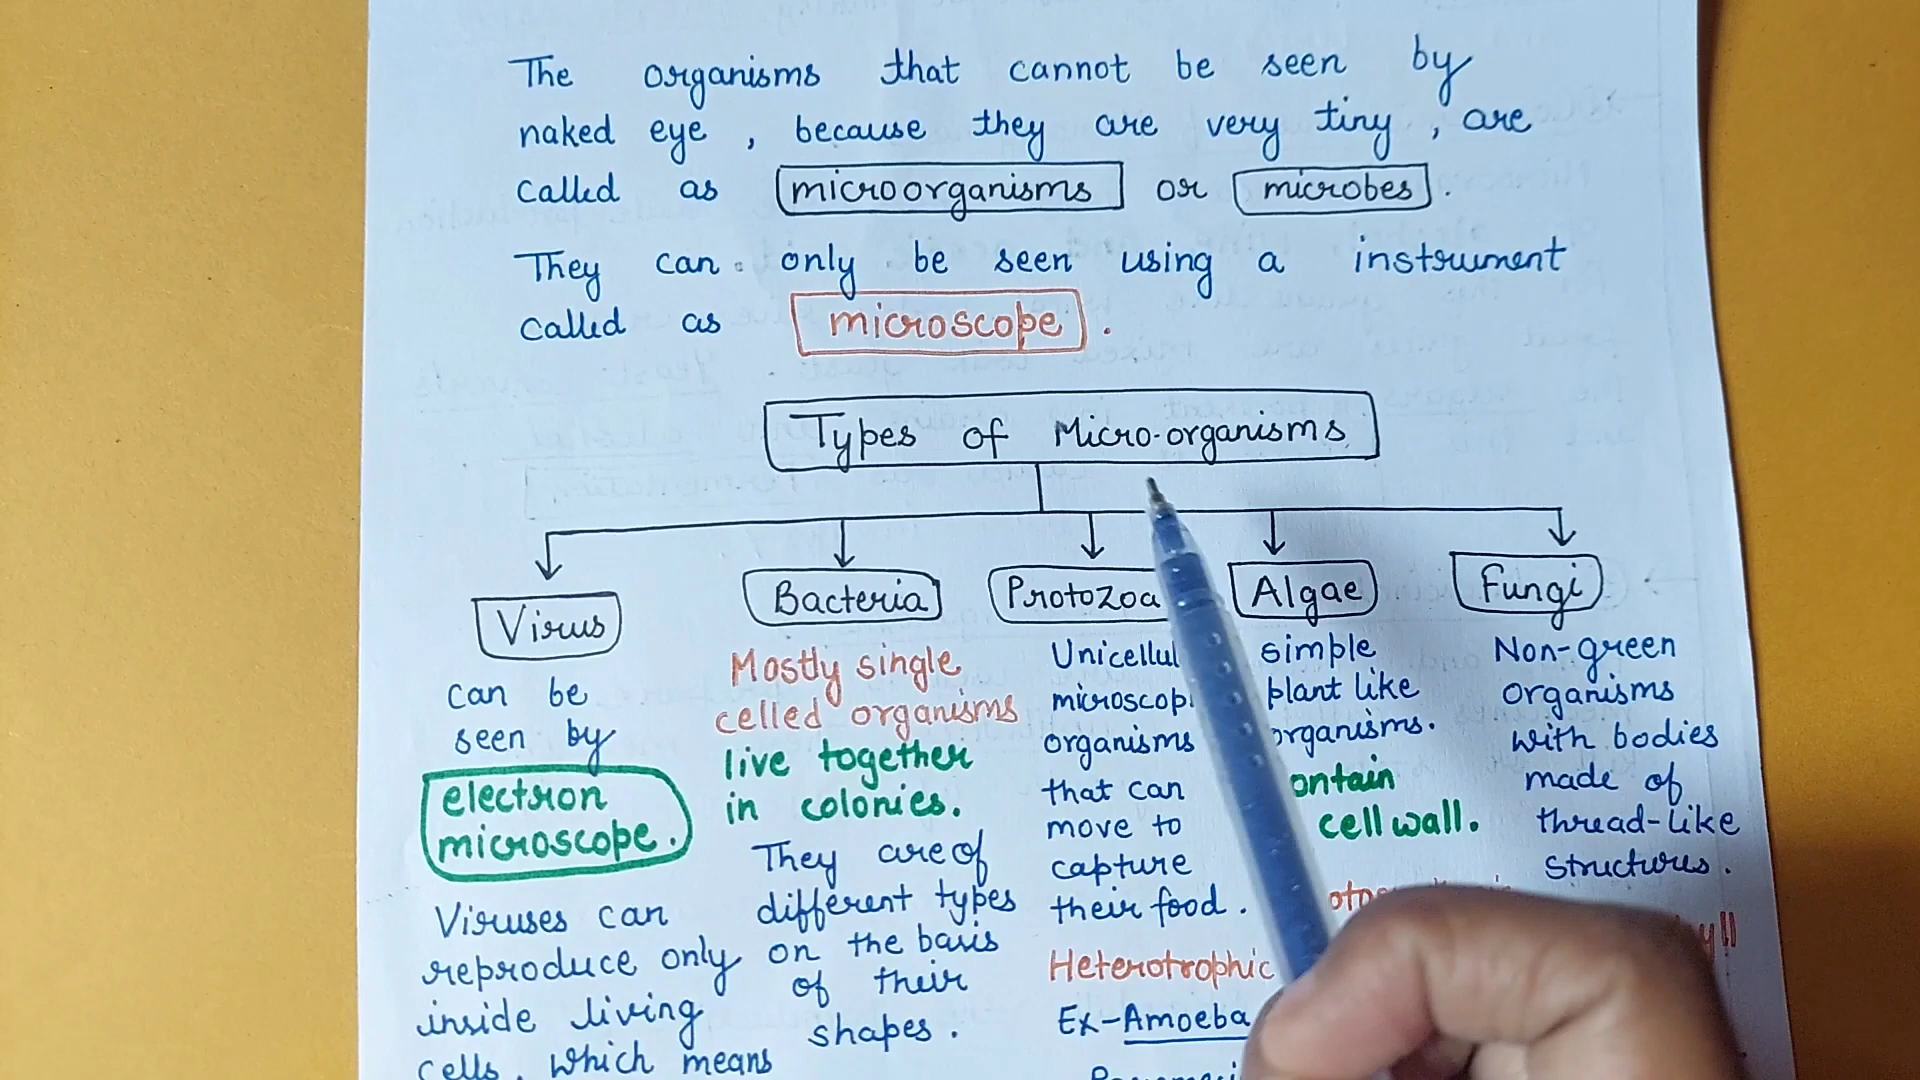 The organisms that cannot be seen by
naked eye, because they are very tiny, are
called as microorganisms or microbes.
They can only be seen using a instrument
called as microscope.
Types of Micro-organisms
Virus
can be
seen by
electron
microscope.
Viruses can
reproduce only
inside living
cells, which means
Bacteria
Mostly single
celled organisms
live together
in colonies.
They are of
different types
on the basis
of their
shapes.
Protozoa
organisms
that can
move to
capture
their food.
Heterotrophic
Ex-Amoeba
Algae
simple
plant like
organisms.
cell wall.
Fungi
Non-green
organisms
with bodies
made of
thread-like
structures.